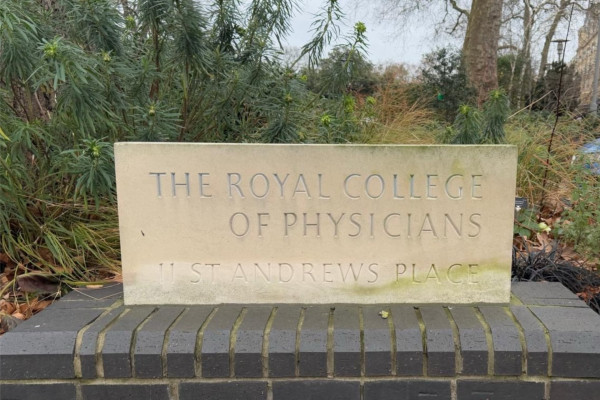 THE ROYAL COLLEGE
OF PHYSICIANS
11 ST ANDREWS PLACE